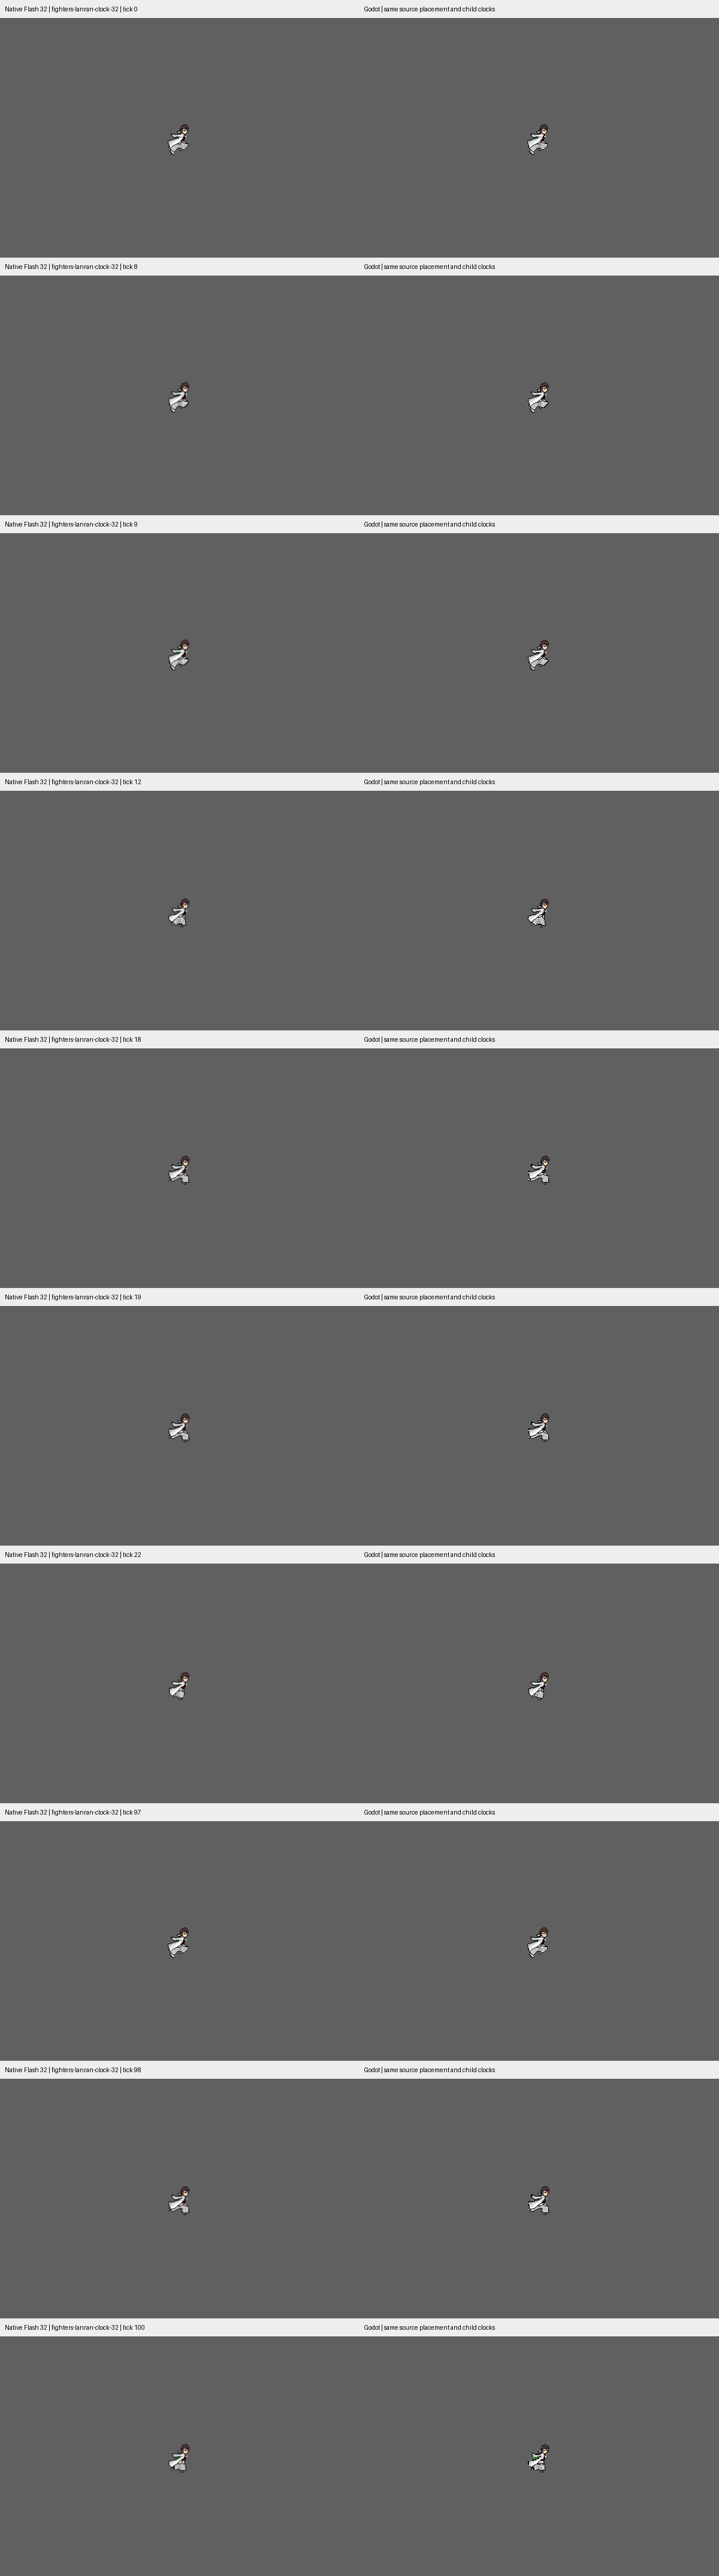 Native Flash 32 | fighters-lanran-clock-32 | tick 0
Godot | same source placement and child clocks
Native Flash 32 | fighters-lanran-clock-32 | tick 8
Godot | same source placement and child clocks
Native Flash 32 | fighters-lanran-clock-32 | tick 9
Godot | same source placement and child clocks
Native Flash 32 | fighters-lanran-clock-32 | tick 12
Godot | same source placement and child clocks
Native Flash 32 | fighters-lanran-clock-32 | tick 18
Godot | same source placement and child clocks
Native Flash 32 | fighters-lanran-clock-32 | tick 19
Godot | same source placement and child clocks
Native Flash 32 | fighters-lanran-clock-32 | tick 22
Godot | same source placement and child clocks
Native Flash 32 | fighters-lanran-clock-32 | tick 97
Godot | same source placement and child clocks
Native Flash 32 | fighters-lanran-clock-32 | tick 98
Godot | same source placement and child clocks
Native Flash 32 | fighters-lanran-clock-32 | tick 100
Godot | same source placement and child clocks